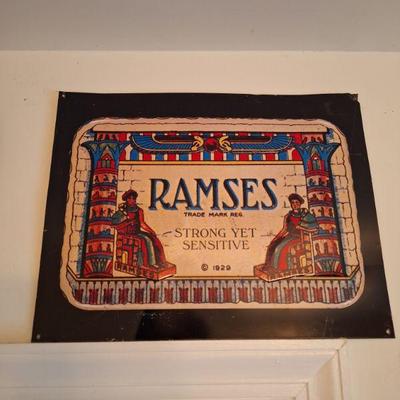 RAMSES
TRADE MARK REG.
STRONG YET
SENSITIVE
© 1929